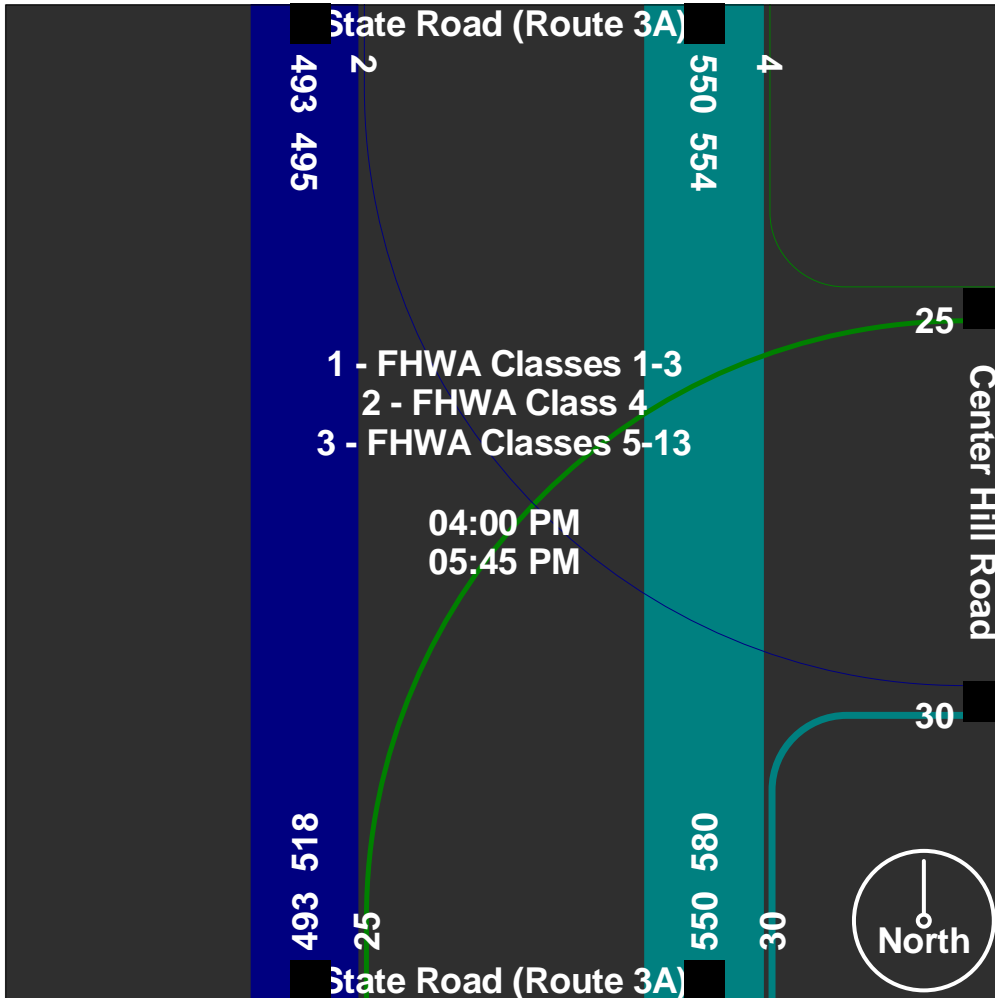 State Road (Route 3A)
493 495
2
550 554
4
25
1 - FHWA Classes 1-3
2 - FHWA Class 4
3 - FHWA Classes 5-13
Center Hill Road
04:00 PM
05:45 PM
30
493 518
25
550 580
30
North
State Road (Route 3A)